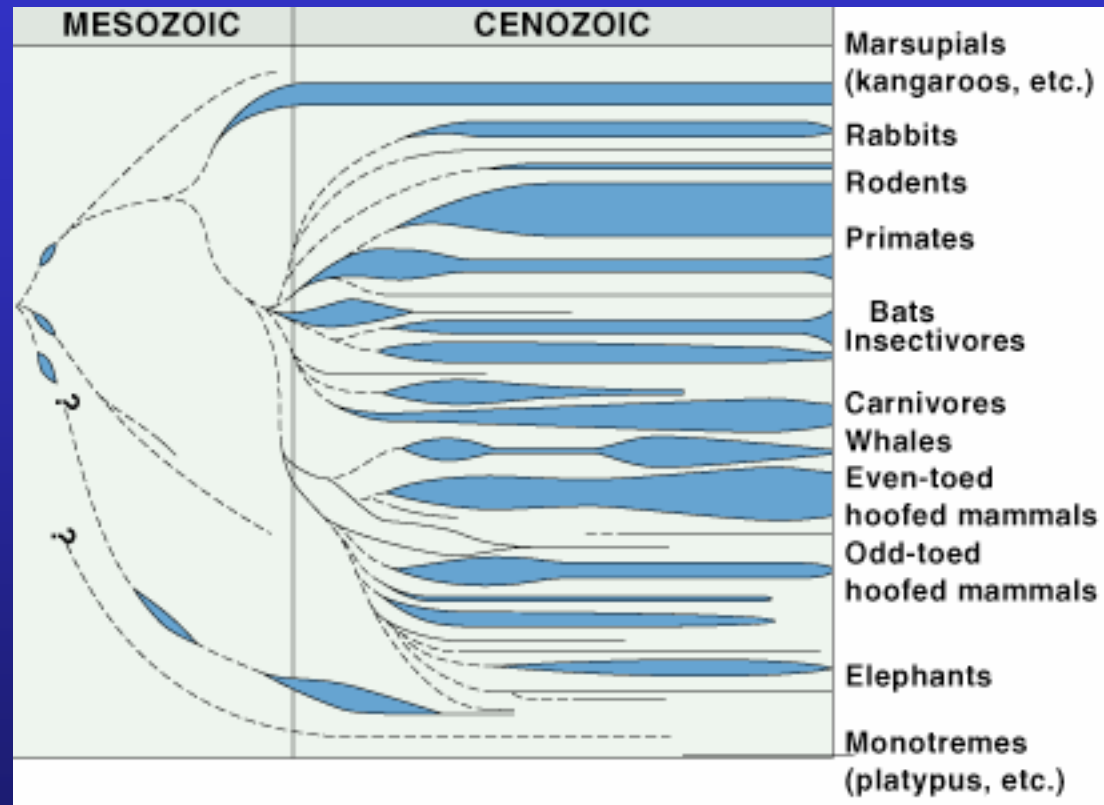 MESOZOIC
CENOZOIC
Marsupials
(kangaroos, etc.)
Rabbits
Rodents
Primates
Bats
Insectivores
Carnivores
Whales
Even-toed
hoofed mammals
Odd-toed
hoofed mammals
Elephants
Monotremes
(platypus, etc.)
?
?